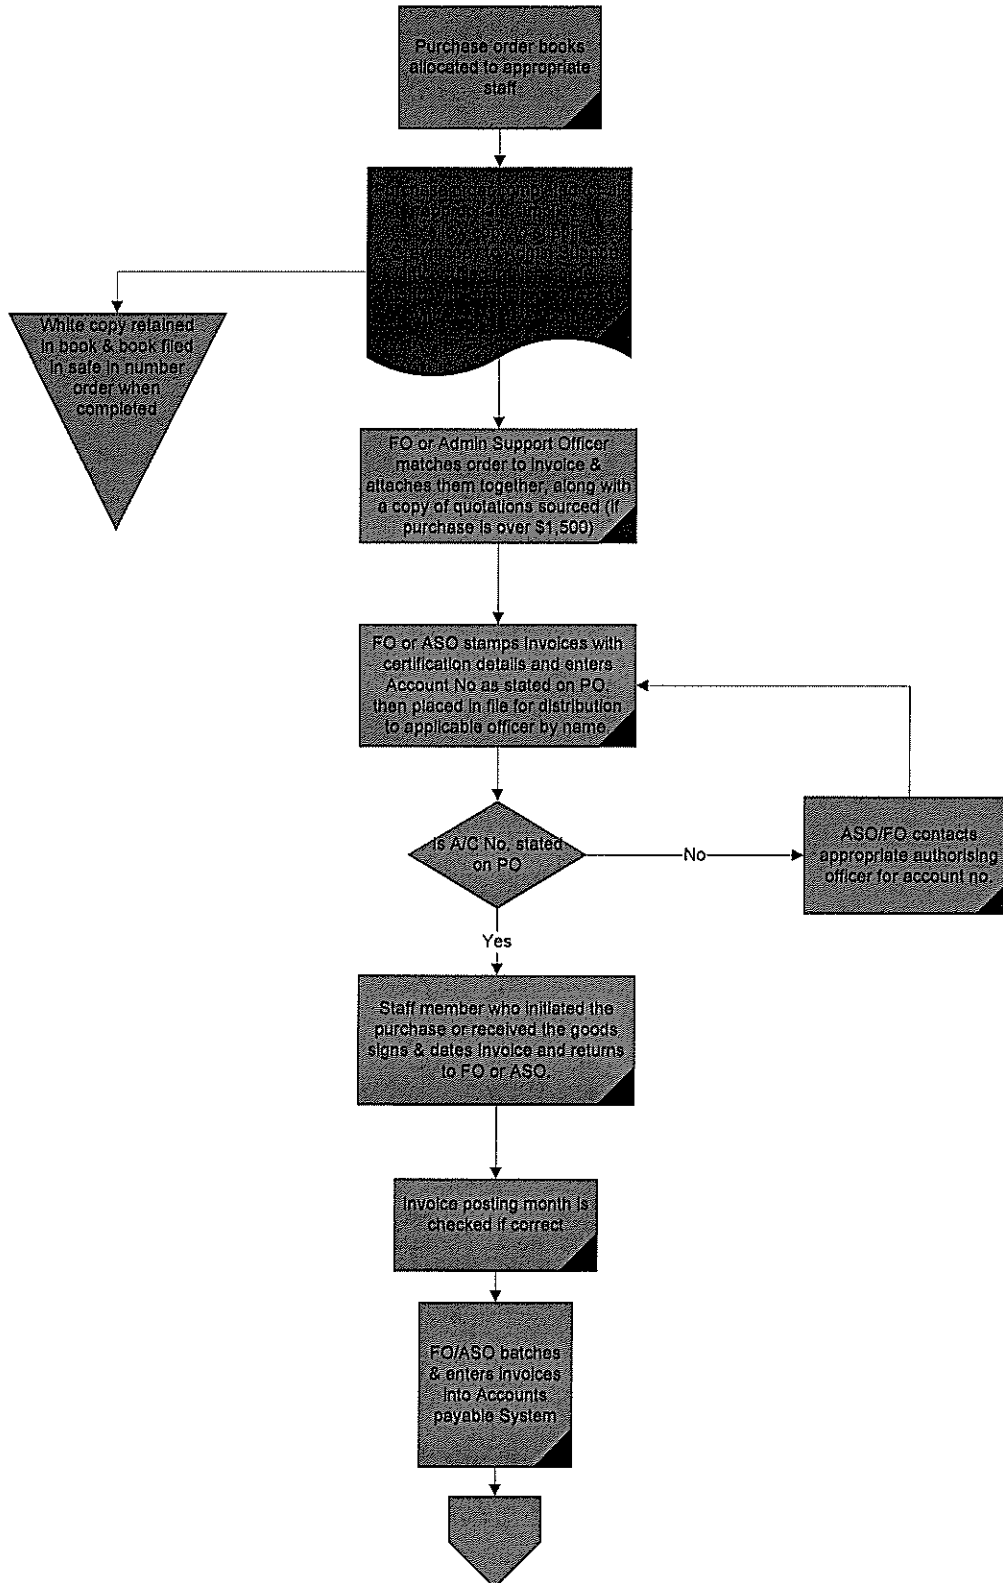 Purchase order books
allocated to appropriate
staff
White copy retained
in book & book filed
in safe in number
order when
completed
FO or Admin Support Officer
matches order to invoice &
attaches them together, along with
a copy of quotations sourced (if
purchase is over $1,500)
FO or ASO stamps invoices with
certification details and enters
Account No as stated on PO,
then placed in file for distribution
to applicable officer by name.
Is A/C No. stated
on PO
No
ASO/FO contacts
appropriate authorising
officer for account no.
Yes
Staff member who initiated the
purchase or received the goods
signs & dates invoice and returns
to FO or ASO.
Invoice posting month is
checked if correct
FO/ASO batches
& enters invoices
into Accounts
payable System